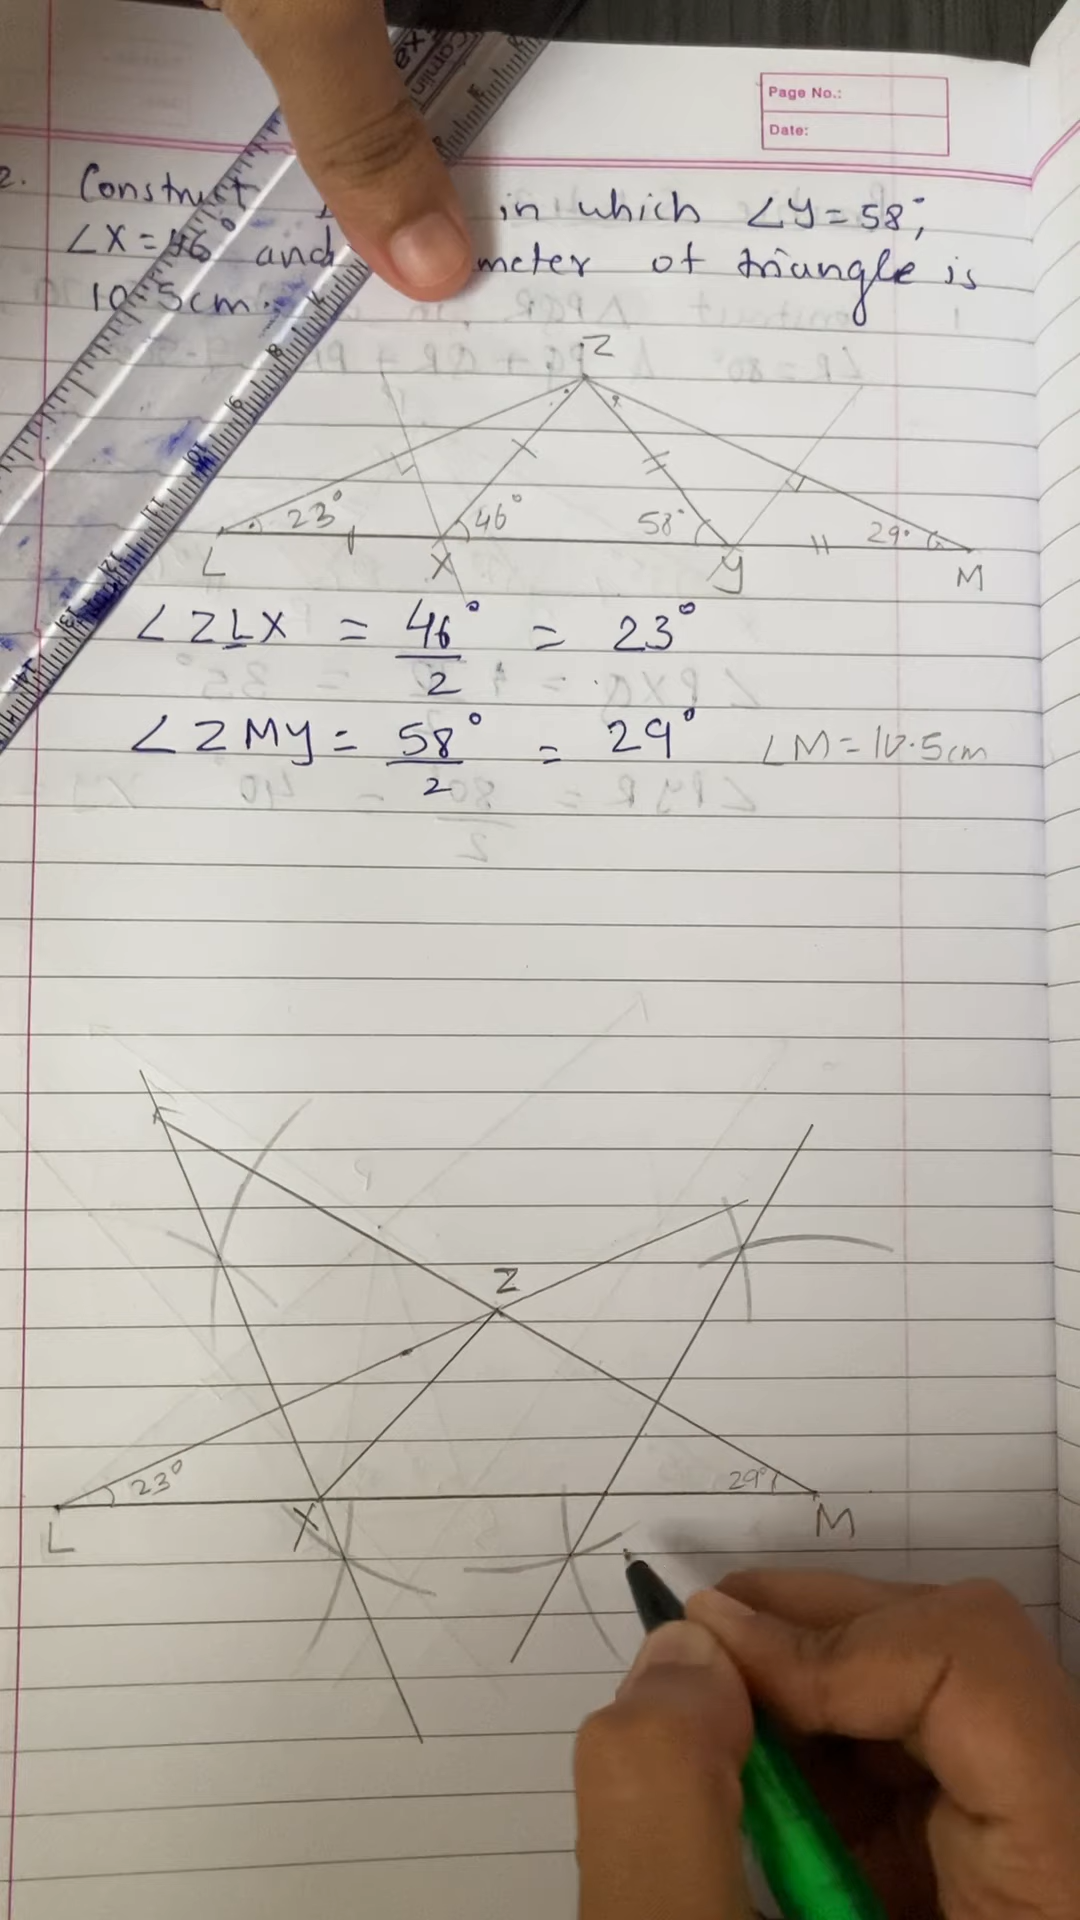 Page No.:
Date:
2. Construct in which ∠Y = 58°,
∠X = 46° and meter of triangle is
10.5cm.
Z
23° 46° 58° 29°
L X Y M
∠ZLX = 46°/2 = 23°
∠ZMY = 58°/2 = 29° LM = 10.5cm
Z
23° 29°
L X M